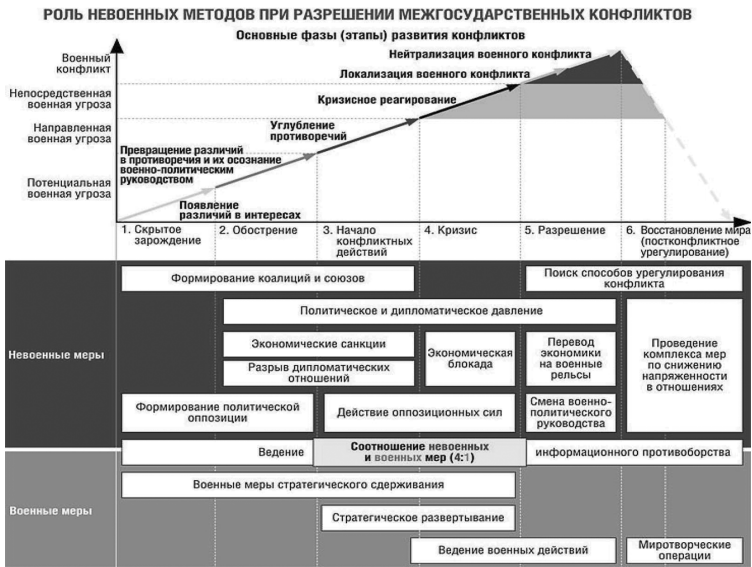 РОЛЬ НЕВОЕННЫХ МЕТОДОВ ПРИ РАЗРЕШЕНИИ МЕЖГОСУДАРСТВЕННЫХ КОНФЛИКТОВ
Основные фазы (этапы) развития конфликтов
Военный
конфликт
Непосредственная
военная угроза
Направленная
военная угроза
Потенциальная
военная угроза
Нейтрализация военного конфликта
Локализация военного конфликта
Кризисное реагирование
Углубление
противоречий
Превращение различий
в противоречия и их осознание
военно-политическим
руководством
Появление
различий в интересах
1. Скрытое
зарождение
2. Обострение
3. Начало
конфликтных
действий
4. Кризис
5. Разрешение
6. Восстановление мира
(постконфликтное
урегулирование)
Невоенные меры
Формирование коалиций и союзов
Поиск способов урегулирования
конфликта
Политическое и дипломатическое давление
Экономические санкции
Разрыв дипломатических
отношений
Экономическая
блокада
Перевод
экономики
на военные
рельсы
Проведение
комплекса мер
по снижению
напряженности
в отношениях
Формирование политической
оппозиции
Действие оппозиционных сил
Смена военно-
политического
руководства
Ведение
Соотношение невоенных
и военных мер (4:1)
информационного противоборства
Военные меры
Военные меры стратегического сдерживания
Стратегическое развертывание
Ведение военных действий
Миротворческие
операции